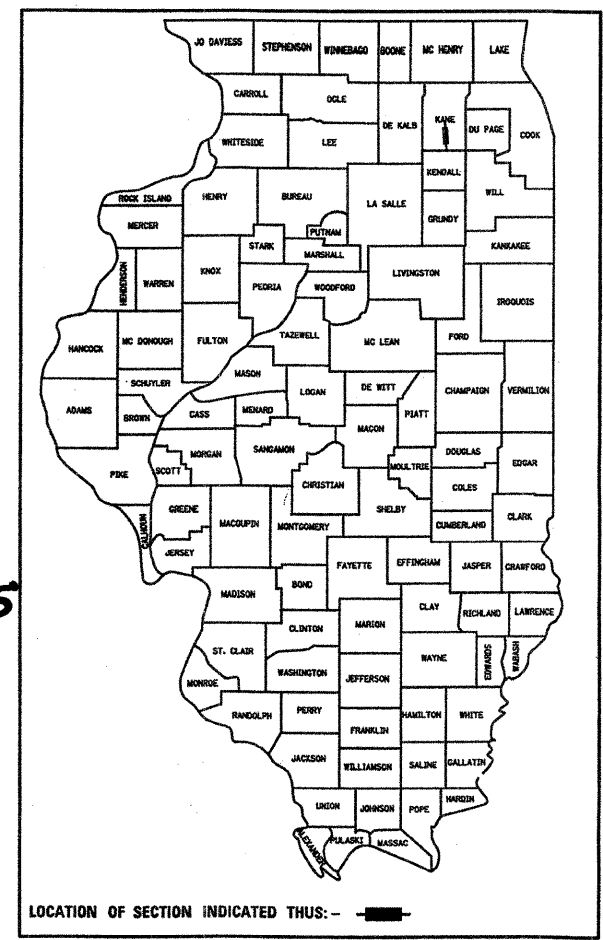 JO DAVIESS STEPHENSON WINNEBAGO BOONE MC HENRY LAKE
CARROLL OGLE DE KALB KANE DU PAGE COOK
WHITESIDE LEE
KENDALL
ROCK ISLAND HENRY BUREAU LA SALLE WILL
MERCER PUTNAM GRUNDY
STARK MARSHALL KANKAKEE
HENDERSON WARREN KNOX PEORIA WOODFORD LIVINGSTON IROQUOIS
HANCOCK MC DONOUGH FULTON TAZEWELL MC LEAN FORD
MASON
SCHUYLER LOGAN DE WITT CHAMPAIGN VERMILION
ADAMS BROWN CASS MENARD MACON PIATT
PIKE SCOTT MORGAN SANGAMON MOULTRIE DOUGLAS EDGAR
CHRISTIAN COLES
GREENE MACOUPIN MONTGOMERY SHELBY CUMBERLAND CLARK
CALHOUN JERSEY
MADISON BOND FAYETTE EFFINGHAM JASPER CRAWFORD
5
CLINTON MARION CLAY RICHLAND LAWRENCE
ST. CLAIR WASHINGTON JEFFERSON WAYNE EDWARDS WABASH
MONROE
RANDOLPH PERRY FRANKLIN HAMILTON WHITE
JACKSON WILLIAMSON SALINE GALLATIN
UNION JOHNSON POPE HARDIN
ALEXANDER PULASKI MASSAC
LOCATION OF SECTION INDICATED THUS:-